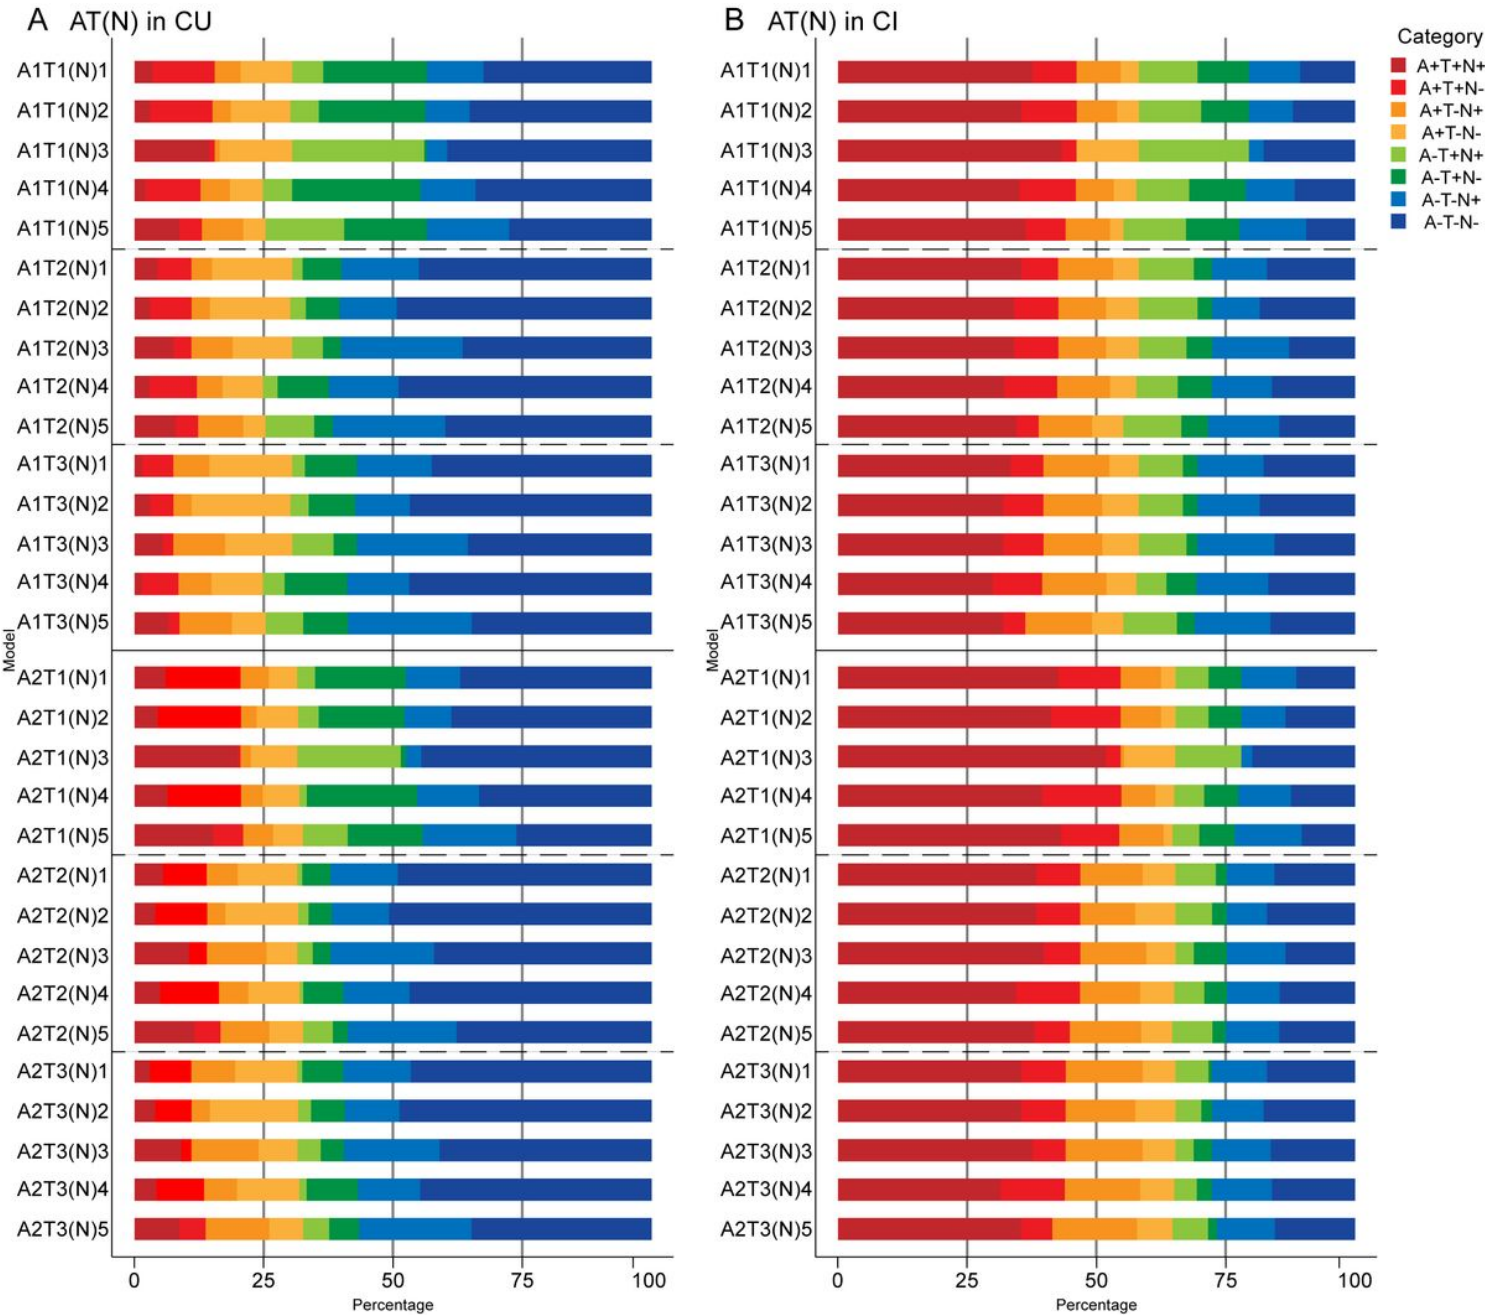 A AT(N) in CU
A1T1(N)1
A1T1(N)2
A1T1(N)3
A1T1(N)4
A1T1(N)5
A1T2(N)1
A1T2(N)2
A1T2(N)3
A1T2(N)4
A1T2(N)5
A1T3(N)1
A1T3(N)2
A1T3(N)3
A1T3(N)4
A1T3(N)5
A2T1(N)1
A2T1(N)2
A2T1(N)3
A2T1(N)4
A2T1(N)5
A2T2(N)1
A2T2(N)2
A2T2(N)3
A2T2(N)4
A2T2(N)5
A2T3(N)1
A2T3(N)2
A2T3(N)3
A2T3(N)4
A2T3(N)5
Model
0 25 50 75 100
Percentage
B AT(N) in CI
A1T1(N)1
A1T1(N)2
A1T1(N)3
A1T1(N)4
A1T1(N)5
A1T2(N)1
A1T2(N)2
A1T2(N)3
A1T2(N)4
A1T2(N)5
A1T3(N)1
A1T3(N)2
A1T3(N)3
A1T3(N)4
A1T3(N)5
A2T1(N)1
A2T1(N)2
A2T1(N)3
A2T1(N)4
A2T1(N)5
A2T2(N)1
A2T2(N)2
A2T2(N)3
A2T2(N)4
A2T2(N)5
A2T3(N)1
A2T3(N)2
A2T3(N)3
A2T3(N)4
A2T3(N)5
Model
0 25 50 75 100
Percentage
Category
A+T+N+
A+T+N-
A+T-N+
A+T-N-
A-T+N+
A-T+N-
A-T-N+
A-T-N-